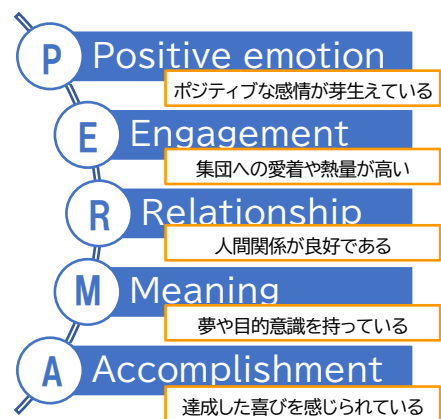 P Positive emotion
ポジティブな感情が芽生えている
E Engagement
集団への愛着や熱量が高い
R Relationship
人間関係が良好である
M Meaning
夢や目的意識を持っている
A Accomplishment
達成した喜びを感じられている